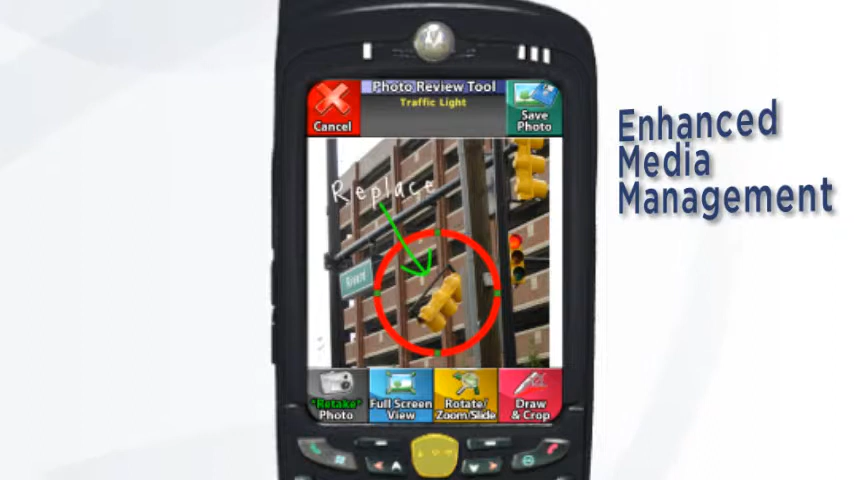 Photo Review Tool
Traffic Light
Cancel
Save
Photo
Enhanced
Media
Management
Replace
Breeze
*Retake*
Photo
Full Screen
View
Rotate/
Zoom/Slide
Draw
& Crop